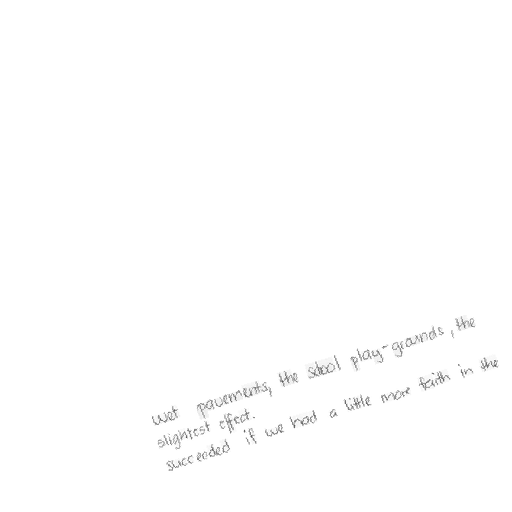 wet pavements, the school play-grounds, the
slightest effect.
succeeded if we had a little more faith in the